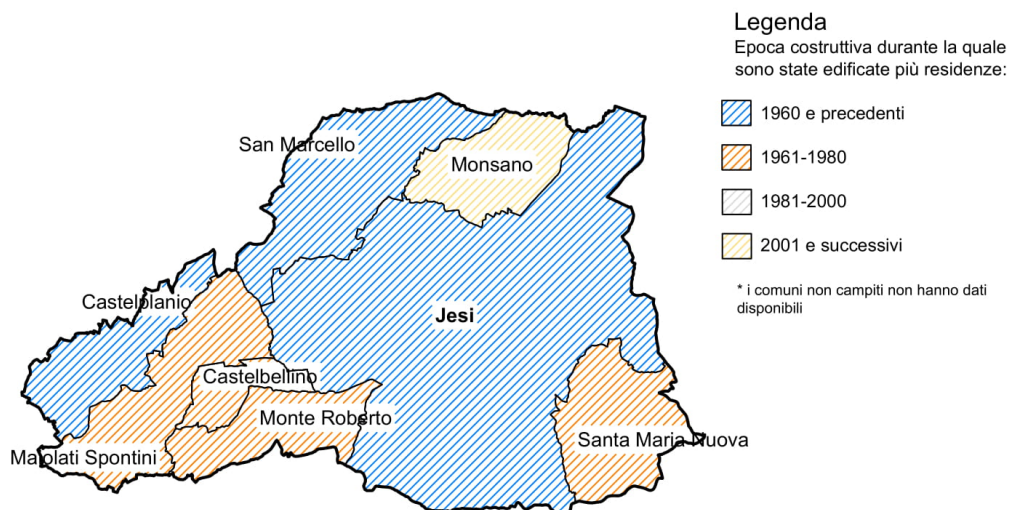 Legenda
Epoca costruttiva durante la quale
sono state edificate più residenze:
1960 e precedenti
1961-1980
1981-2000
2001 e successivi
* i comuni non campiti non hanno dati
disponibili
San Marcello
Monsano
Castelplanio
Jesi
Castelbellino
Monte Roberto
Santa Maria Nuova
Maiolati Spontini